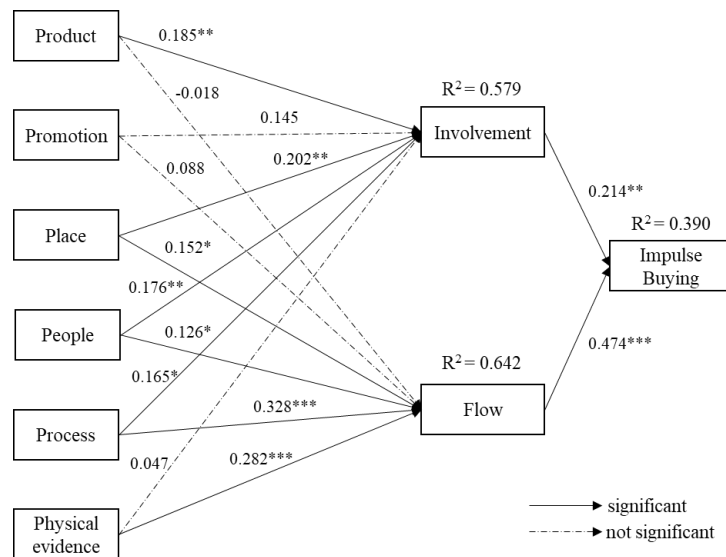 Product
0.185**
-0.018
R² = 0.579
Promotion
0.145
Involvement
0.088
0.202**
0.214**
Place
R² = 0.390
0.152*
Impulse
Buying
0.176**
People
0.126*
0.474***
R² = 0.642
0.165*
Flow
Process
0.328***
0.047
0.282***
Physical
evidence
significant
not significant